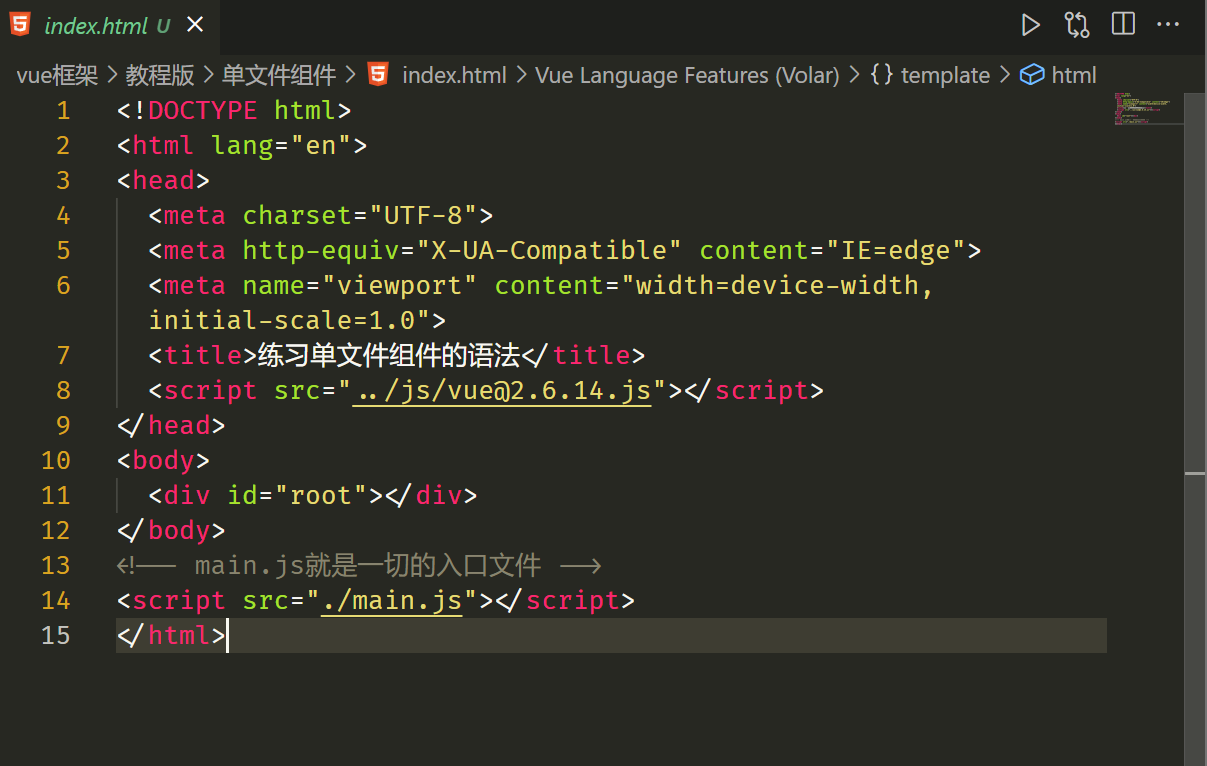 index.html U
vue框架 > 教程版 > 单文件组件 > index.html > Vue Language Features (Volar) > {} template > html
1 <!DOCTYPE html>
2 <html lang="en">
3 <head>
4 <meta charset="UTF-8">
5 <meta http-equiv="X-UA-Compatible" content="IE=edge">
6 <meta name="viewport" content="width=device-width,
initial-scale=1.0">
7 <title>练习单文件组件的语法</title>
8 <script src="../js/vue@2.6.14.js"></script>
9 </head>
10 <body>
11 <div id="root"></div>
12 </body>
13 <!-- main.js就是一切的入口文件 -->
14 <script src="./main.js"></script>
15 </html>